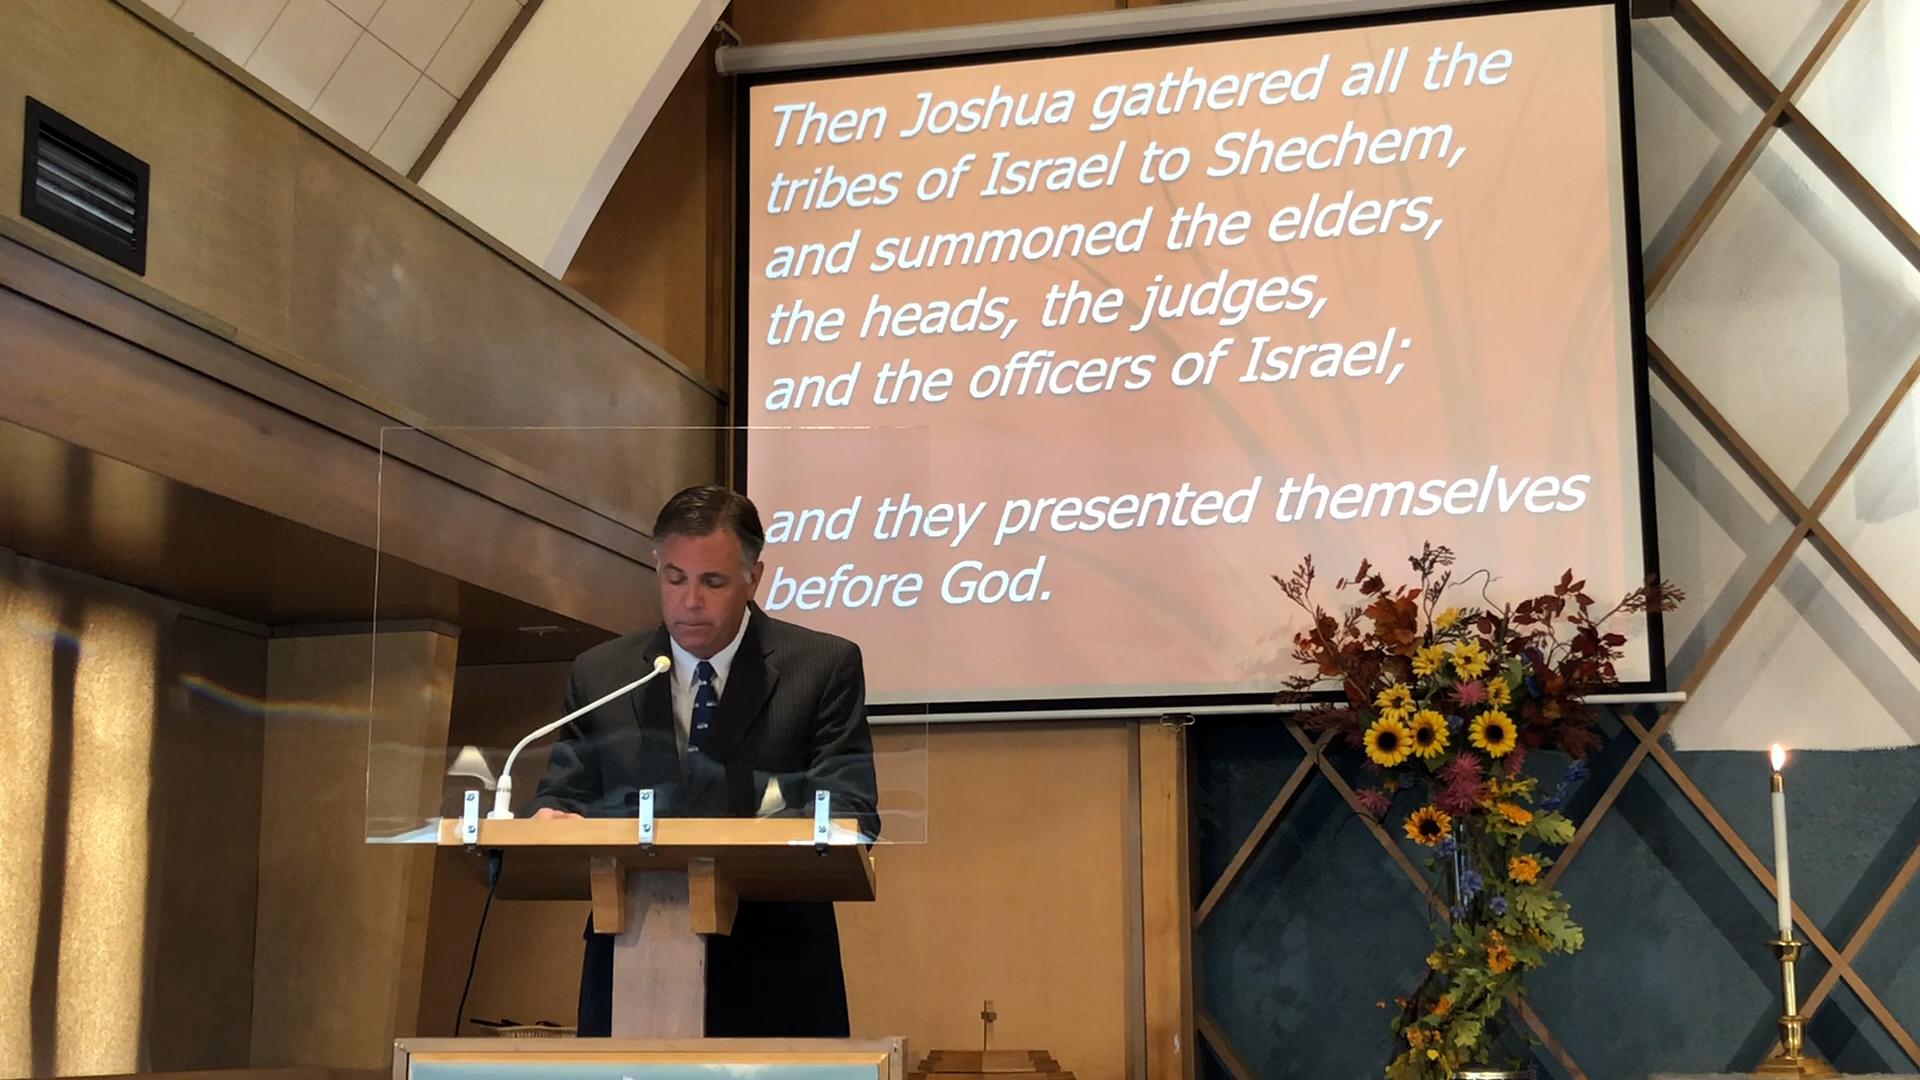 Then Joshua gathered all the
tribes of Israel to Shechem,
and summoned the elders,
the heads, the judges,
and the officers of Israel;
and they presented themselves
before God.